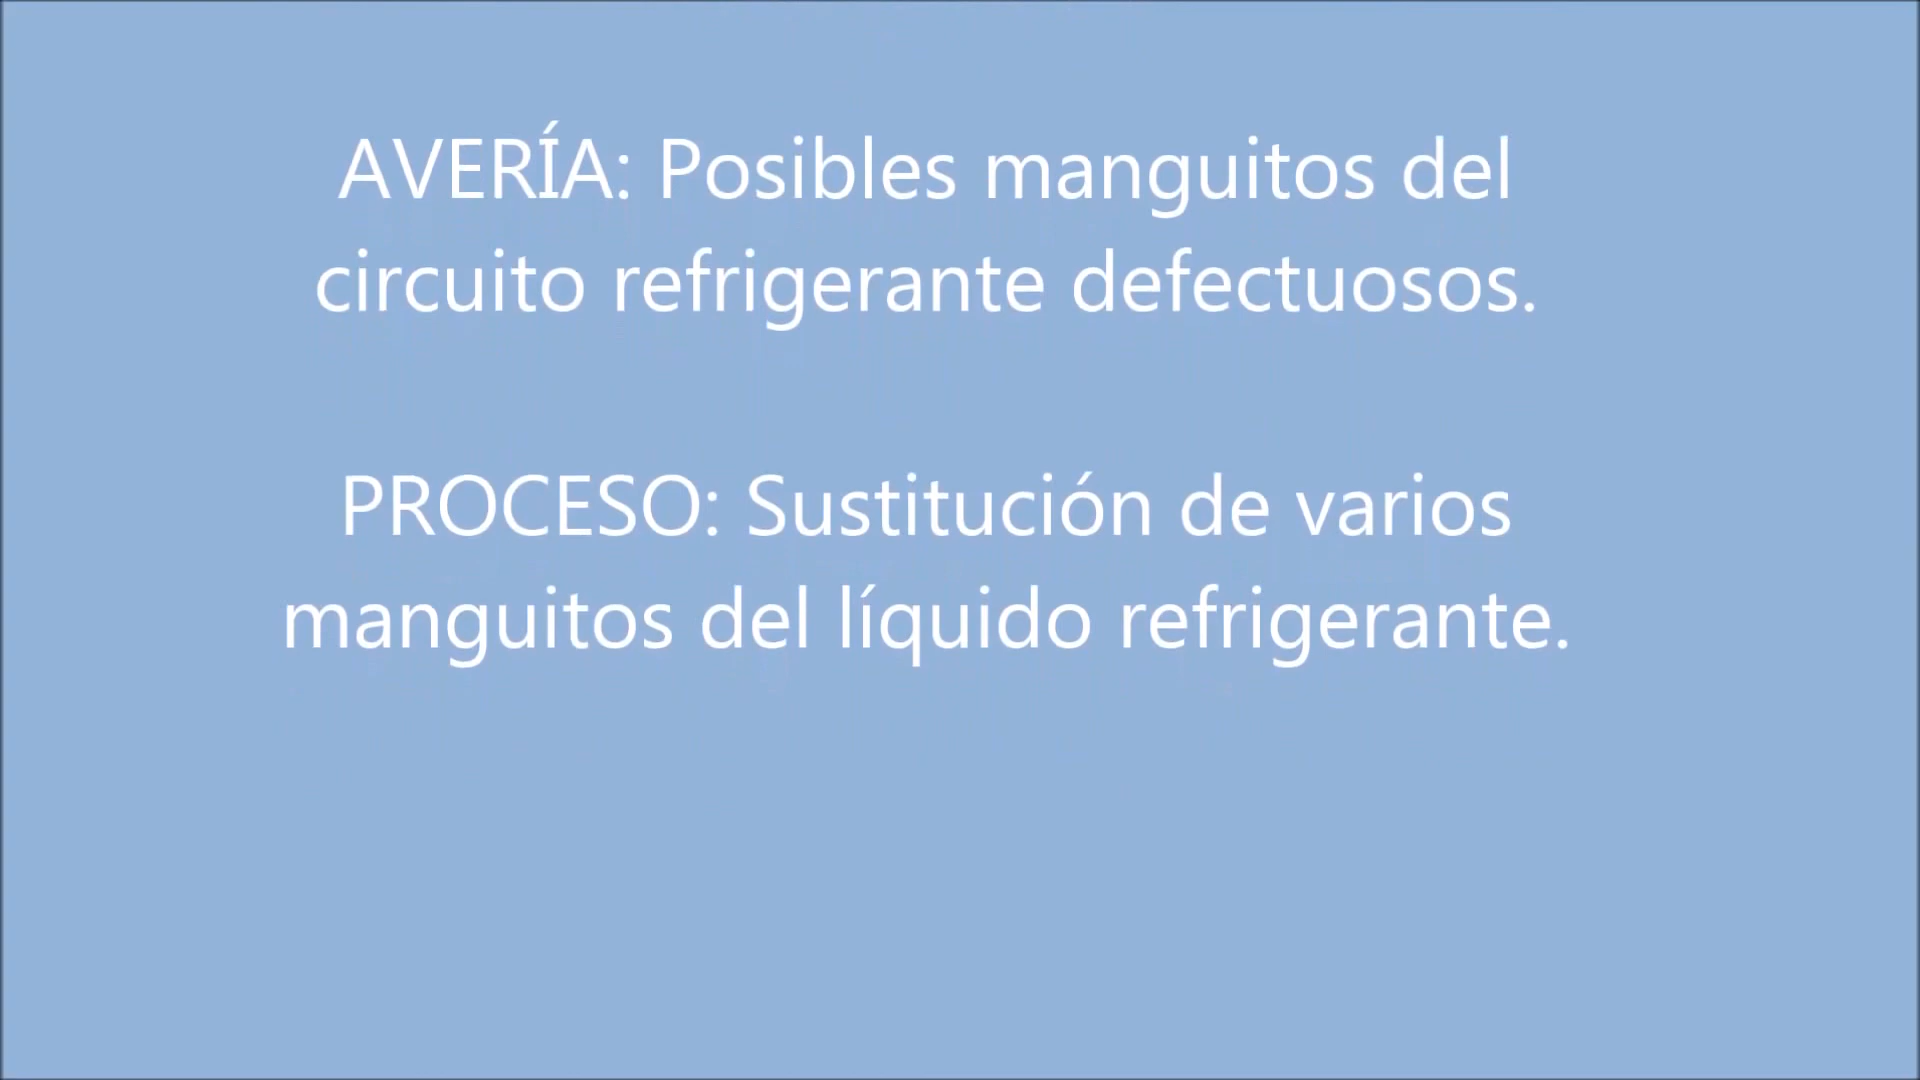 AVERÍA: Posibles manguitos del
circuito refrigerante defectuosos.
PROCESO: Sustitución de varios
manguitos del líquido refrigerante.